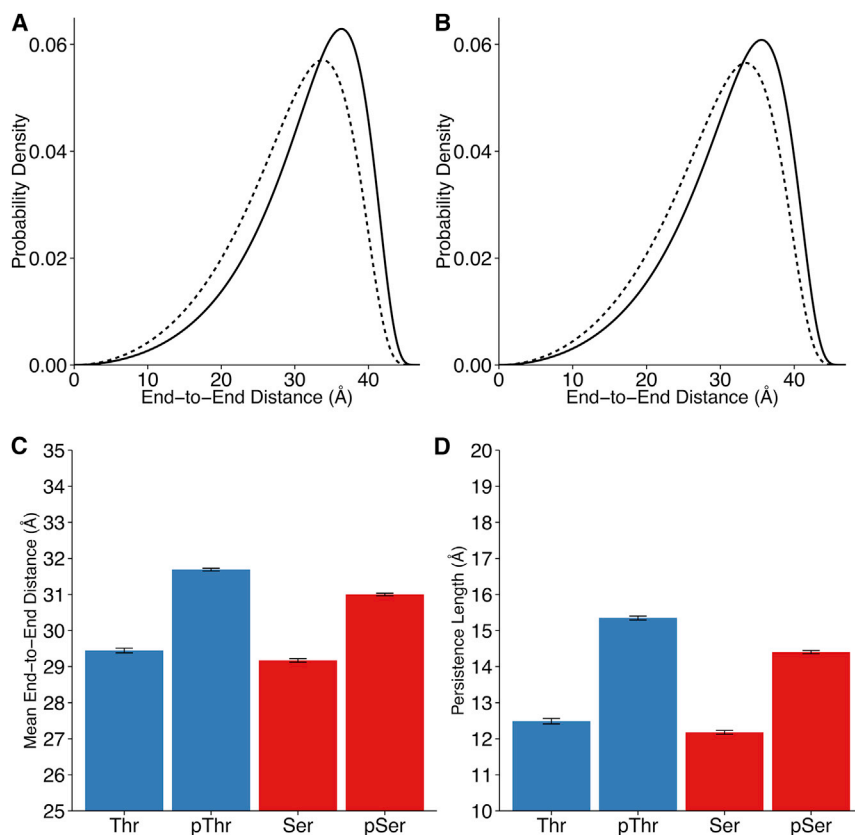 A
Probability Density
0.06
0.04
0.02
0.00
0
10
20
30
40
End−to−End Distance (Å)
B
Probability Density
0.06
0.04
0.02
0.00
0
10
20
30
40
End−to−End Distance (Å)
C
Mean End−to−End Distance (Å)
35
34
33
32
31
30
29
28
27
26
25
Thr
pThr
Ser
pSer
D
Persistence Length (Å)
20
19
18
17
16
15
14
13
12
11
10
Thr
pThr
Ser
pSer